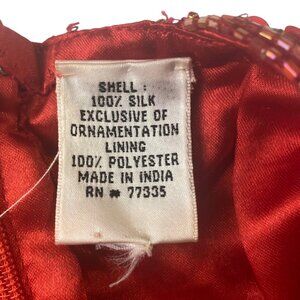 SHELL :
100% SILK
EXCLUSIVE OF
ORNAMENTATION
LINING
100% POLYESTER
MADE IN INDIA
RN # 77335